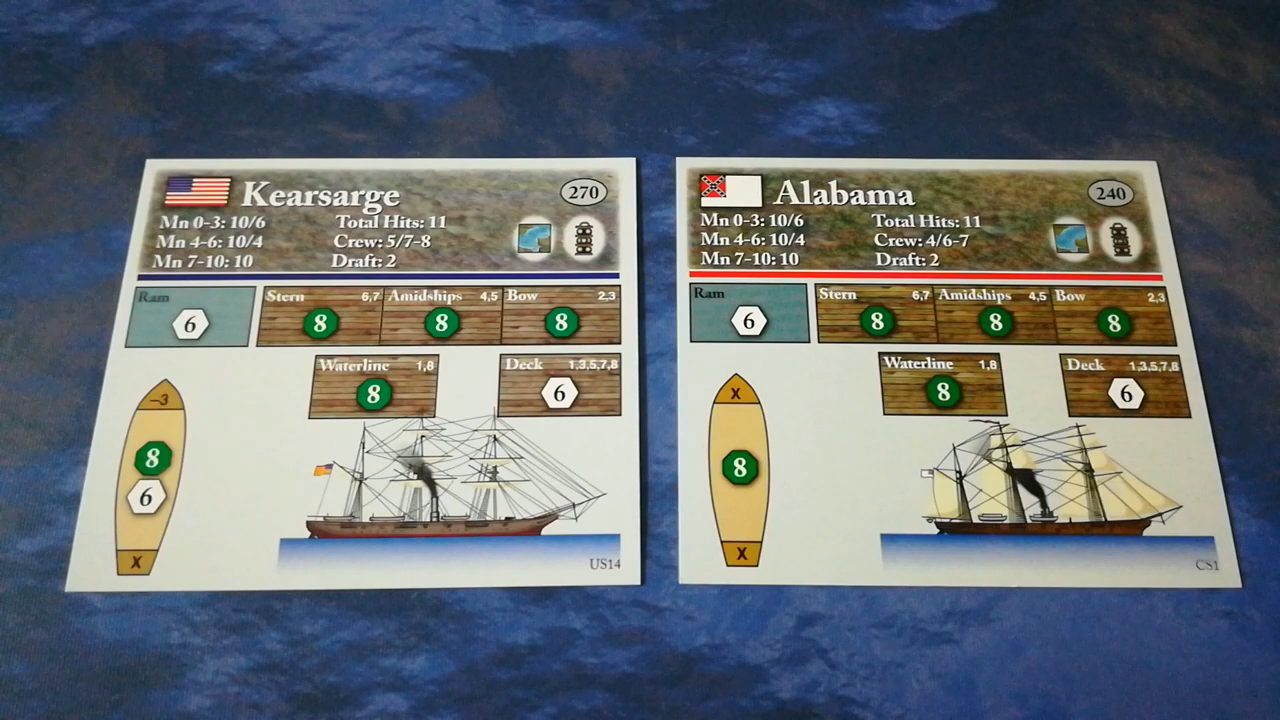 Kearsarge 270
Mn 0-3: 10/6 Total Hits: 11
Mn 4-6: 10/4 Crew: 5/7-8
Mn 7-10: 10 Draft: 2
Ram Stern 6,7 Amidships 4,5 Bow 2,3
6 8 8 8
Waterline 1,8 Deck 1,3,5,7,8
8 6
-3
8
6
X
US14
Alabama 240
Mn 0-3: 10/6 Total Hits: 11
Mn 4-6: 10/4 Crew: 4/6-7
Mn 7-10: 10 Draft: 2
Ram Stern 6,7 Amidships 4,5 Bow 2,3
6 8 8 8
Waterline 1,8 Deck 1,3,5,7,8
8 6
X
8
X
CS1